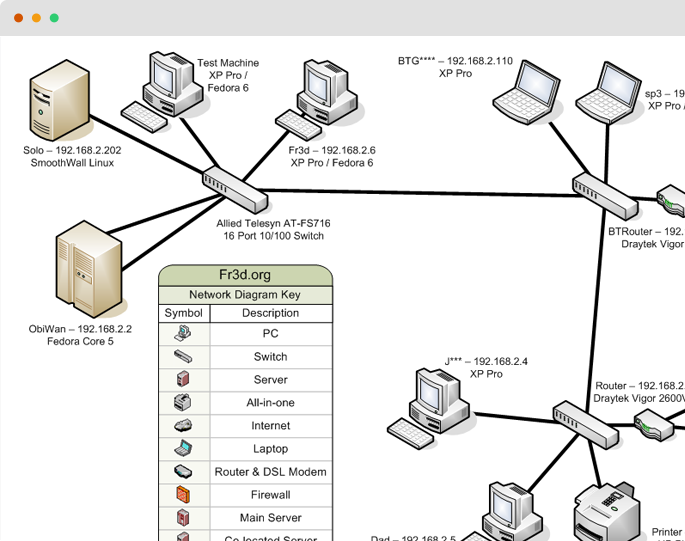 Test Machine
XP Pro /
Fedora 6
BTG**** – 192.168.2.110
XP Pro
sp3 – 19
XP Pro /
Solo – 192.168.2.202
SmoothWall Linux
Fr3d – 192.168.2.6
XP Pro / Fedora 6
Allied Telesyn AT-FS716
16 Port 10/100 Switch
BTRouter – 192.
Draytek Vigor
ObiWan – 192.168.2.2
Fedora Core 5
Fr3d.org
Network Diagram Key
Symbol Description
PC
Switch
Server
All-in-one
Internet
Laptop
Router & DSL Modem
Firewall
Main Server
Co-located Server
J*** – 192.168.2.4
XP Pro
Router – 192.168.2.
Draytek Vigor 2600V
Dad – 192.168.2.5
Printer